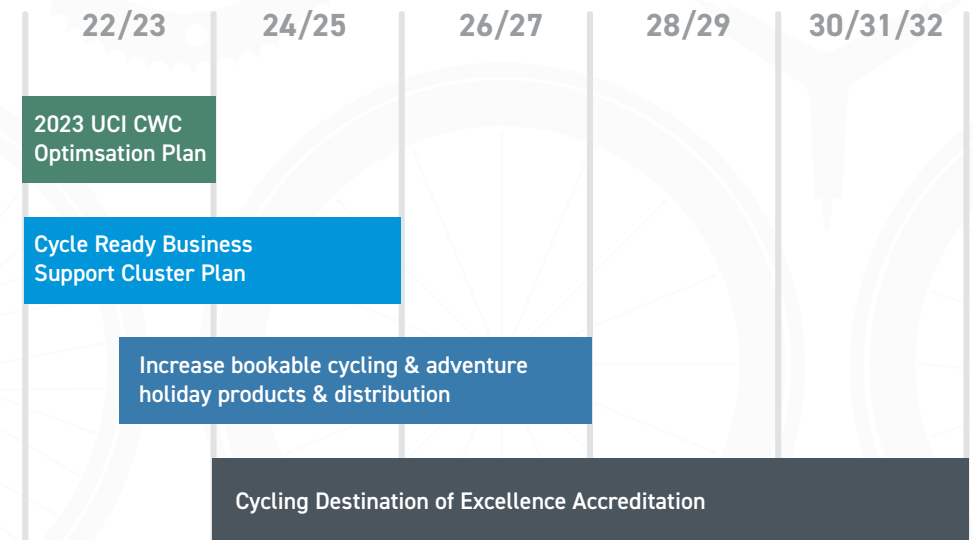 22/23 24/25 26/27 28/29 30/31/32
2023 UCI CWC
Optimsation Plan
Cycle Ready Business
Support Cluster Plan
Increase bookable cycling & adventure
holiday products & distribution
Cycling Destination of Excellence Accreditation